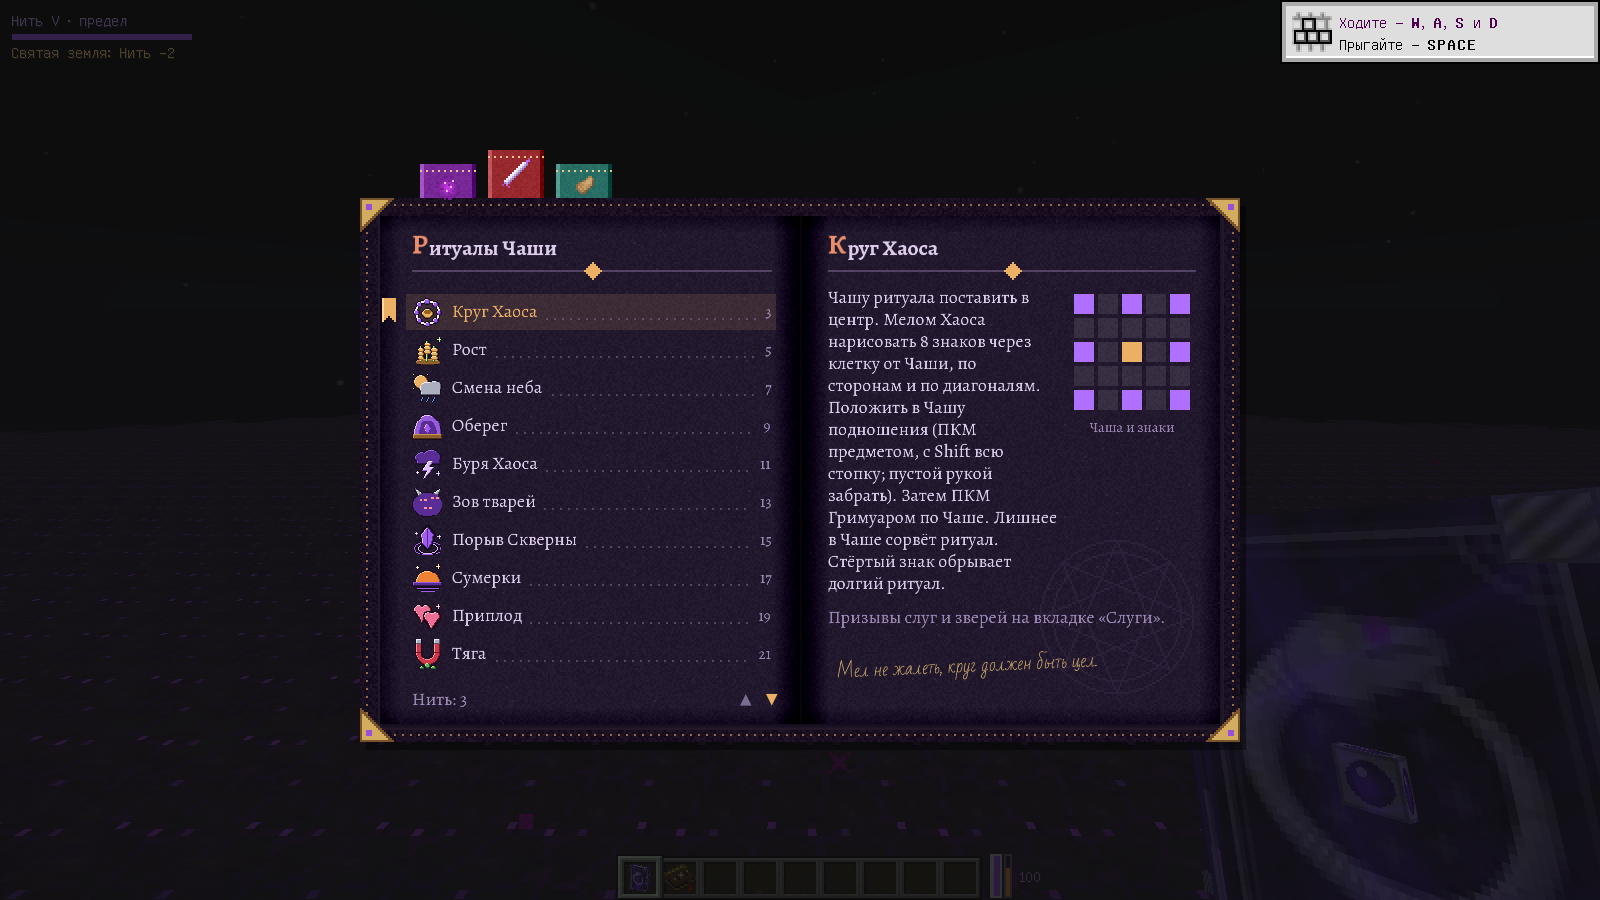 Нить V · предел
Святая земля: Нить -2
Ходите – W, A, S и D
Прыгайте – SPACE
Ритуалы Чаши
Круг Хаоса 3
Рост 5
Смена неба 7
Оберег 9
Буря Хаоса 11
Зов тварей 13
Порыв Скверны 15
Сумерки 17
Приплод 19
Тяга 21
Нить: 3
Круг Хаоса
Чашу ритуала поставить в
центр. Мелом Хаоса
нарисовать 8 знаков через
клетку от Чаши, по
сторонам и по диагоналям.
Положить в Чашу
подношения (ПКМ
предметом, с Shift всю
стопку; пустой рукой
забрать). Затем ПКМ
Гримуаром по Чаше. Лишнее
в Чаше сорвёт ритуал.
Стёртый знак обрывает
долгий ритуал.
Чаша и знаки
Призывы слуг и зверей на вкладке «Слуги».
Мел не жалеть, круг должен быть цел.
100